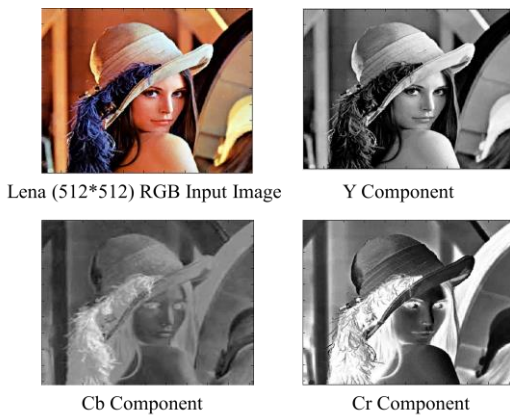 Lena (512*512) RGB Input Image
Y Component
Cb Component
Cr Component